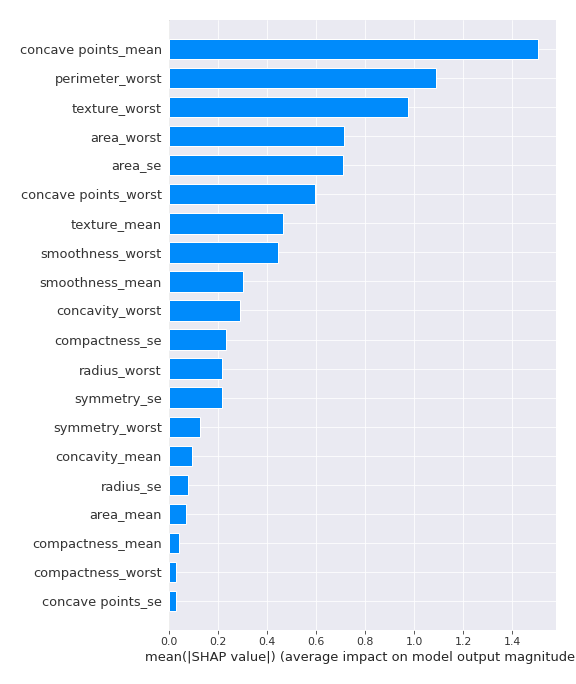 concave points_mean
perimeter_worst
texture_worst
area_worst
area_se
concave points_worst
texture_mean
smoothness_worst
smoothness_mean
concavity_worst
compactness_se
radius_worst
symmetry_se
symmetry_worst
concavity_mean
radius_se
area_mean
compactness_mean
compactness_worst
concave points_se
0.0 0.2 0.4 0.6 0.8 1.0 1.2 1.4
mean(|SHAP value|) (average impact on model output magnitude